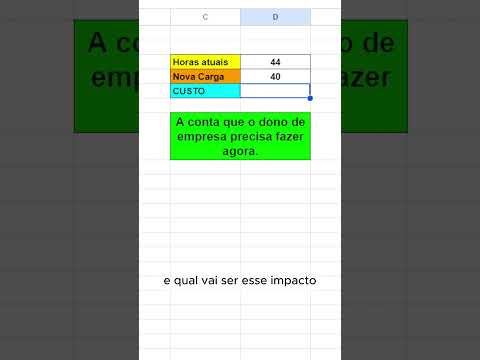 C D
Horas atuais 44
Nova Carga 40
CUSTO
A conta que o dono de
empresa precisa fazer
agora.
e qual vai ser esse impacto